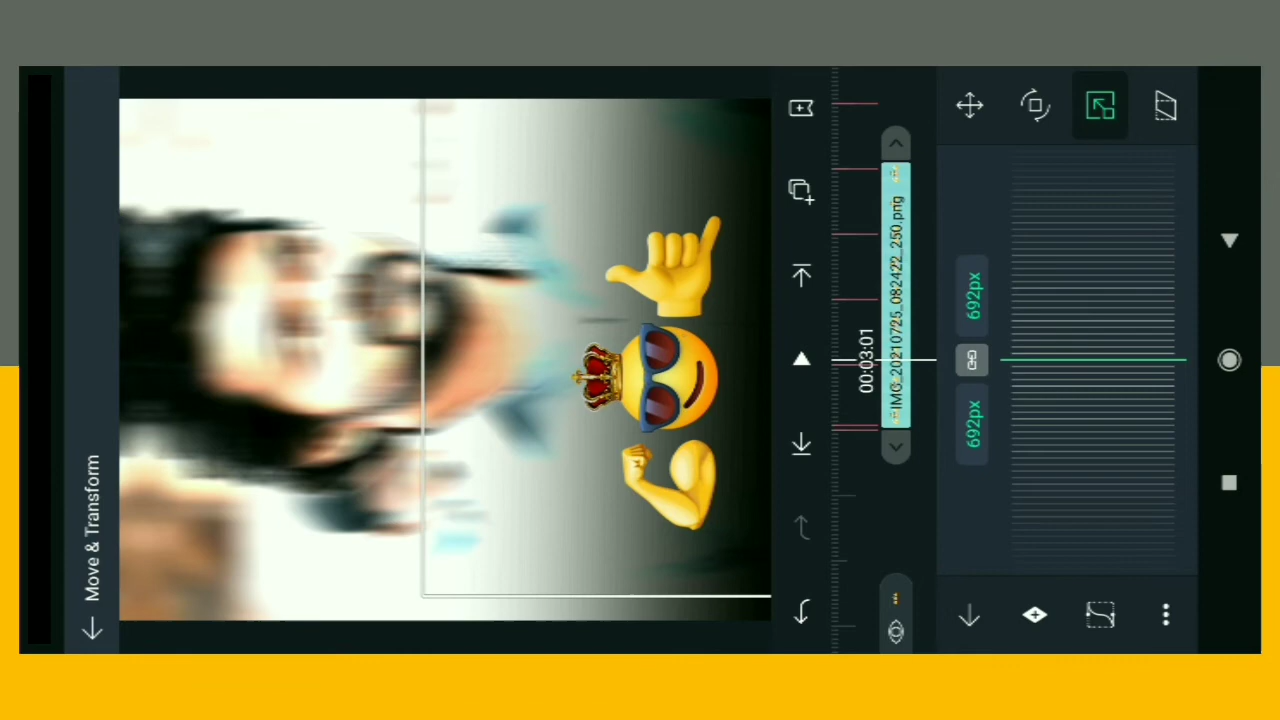 Move & Transform
00:03:01
IMG_20210725_082422_250.png
692px
692px